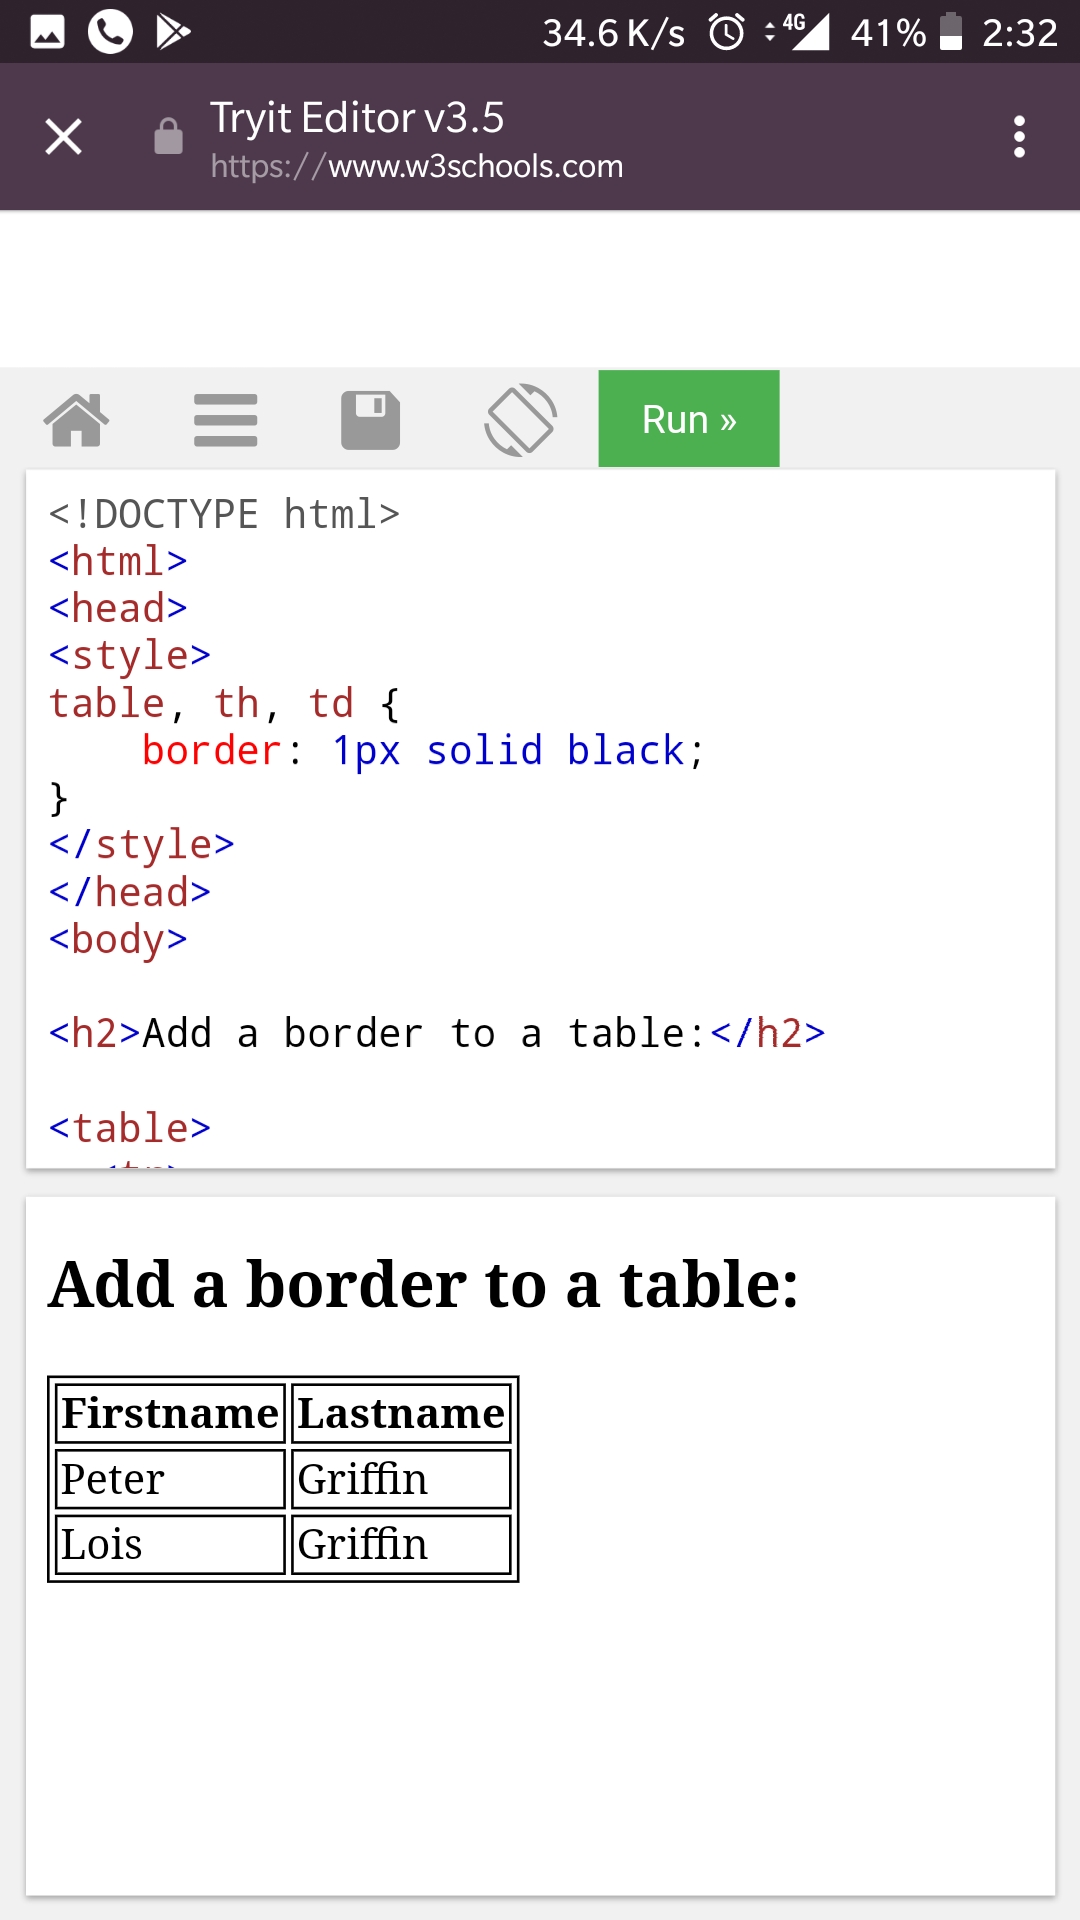 34.6 K/s 4G 41% 2:32
Tryit Editor v3.5
https://www.w3schools.com
Run »
<!DOCTYPE html>
<html>
<head>
<style>
table, th, td {
    border: 1px solid black;
}
</style>
</head>
<body>
<h2>Add a border to a table:</h2>
<table>
Add a border to a table:
Firstname Lastname
Peter Griffin
Lois Griffin